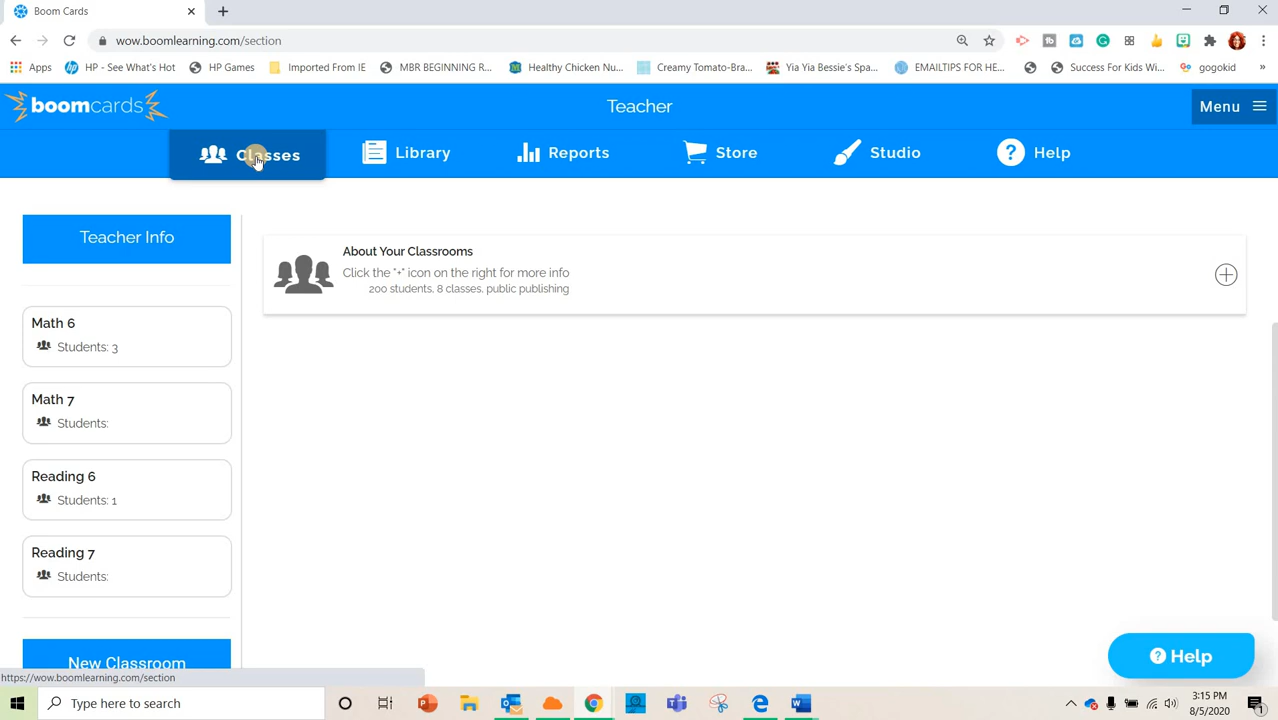 Boom Cards
wow.boomlearning.com/section
Apps
HP - See What's Hot
HP Games
Imported From IE
MBR BEGINNING R...
Healthy Chicken Nu...
Creamy Tomato-Bra...
Yia Yia Bessie's Spa...
EMAILTIPS FOR HE...
Success For Kids Wi...
gogokid
»
boomcards
Teacher
Menu
Classes
Library
Reports
Store
Studio
Help
Teacher Info
About Your Classrooms
Click the "+" icon on the right for more info
200 students, 8 classes, public publishing
Math 6
Students: 3
Math 7
Students:
Reading 6
Students: 1
Reading 7
Students:
New Classroom
Help
https://wow.boomlearning.com/section
Type here to search
3:15 PM
8/5/2020